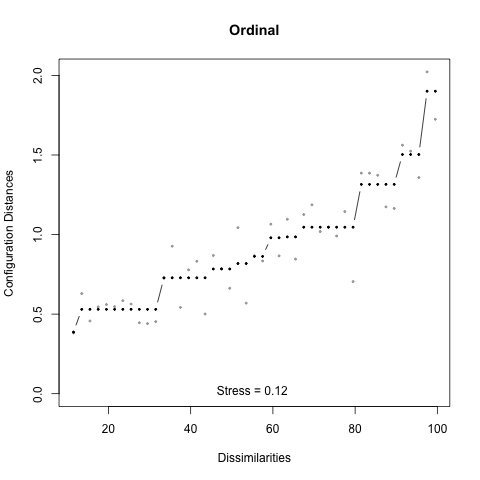 Ordinal
Configuration Distances
2.0
1.5
1.0
0.5
0.0
Stress = 0.12
20 40 60 80 100
Dissimilarities